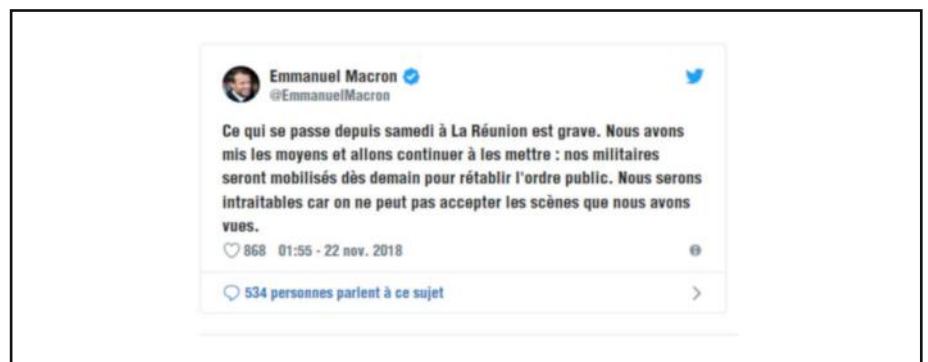 Emmanuel Macron
@EmmanuelMacron
Ce qui se passe depuis samedi à La Réunion est grave. Nous avons
mis les moyens et allons continuer à les mettre : nos militaires
seront mobilisés dès demain pour rétablir l'ordre public. Nous serons
intraitables car on ne peut pas accepter les scènes que nous avons
vues.
868 01:55 - 22 nov. 2018
534 personnes parlent à ce sujet